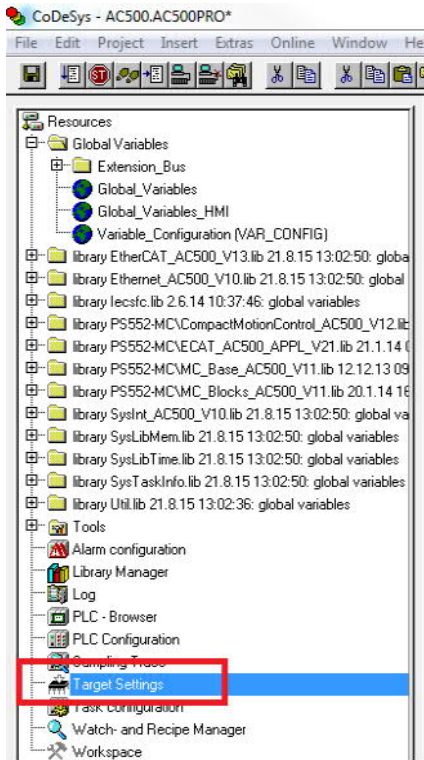 CoDeSys - AC500.AC500PRO*
File Edit Project Insert Extras Online Window He
Resources
Global Variables
Extension_Bus
Global_Variables
Global_Variables_HMI
Variable_Configuration (VAR_CONFIG)
library EtherCAT_AC500_V13.lib 21.8.15 13:02:50: globa
library Ethernet_AC500_V10.lib 21.8.15 13:02:50: global
library Iecsfc.lib 2.6.14 10:37:46: global variables
library PS552-MC\CompactMotionControl_AC500_V12.lib
library PS552-MC\ECAT_AC500_APPL_V21.lib 21.1.14
library PS552-MC\MC_Base_AC500_V11.lib 12.12.13 09
library PS552-MC\MC_Blocks_AC500_V11.lib 20.1.14 16
library SysInt_AC500_V10.lib 21.8.15 13:02:50: global va
library SysLibMem.lib 21.8.15 13:02:50: global variables
library SysLibTime.lib 21.8.15 13:02:50: global variables
library SysTaskInfo.lib 21.8.15 13:02:50: global variables
library Util.lib 21.8.15 13:02:36: global variables
Tools
Alarm configuration
Library Manager
Log
PLC - Browser
PLC Configuration
Sampling Trace
Target Settings
Task configuration
Watch- and Recipe Manager
Workspace